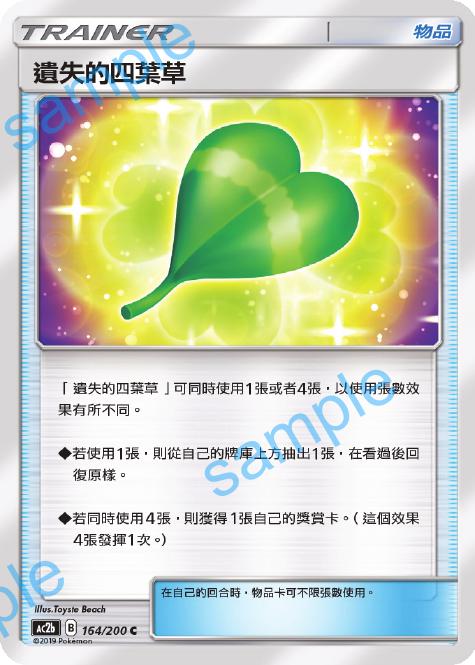 TRAINER
物品
遺失的四葉草
「遺失的四葉草」可同時使用1張或者4張，以使用張數效
果有所不同。
◆若使用1張，則從自己的牌庫上方抽出1張，在看過後回
復原樣。
◆若同時使用4張，則獲得1張自己的獎賞卡。（這個效果
4張發揮1次。）
在自己的回合時，物品卡可不限張數使用。
Illus.Toyste Beach
AC2b B 164/200 C
©2019 Pokémon
sample
sample
sample
ple